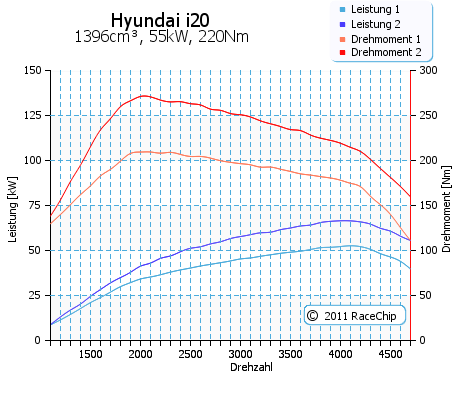 Hyundai i20
1396cm³, 55kW, 220Nm
Leistung 1
Leistung 2
Drehmoment 1
Drehmoment 2
150
125
100
75
50
25
0
Leistung [kW]
300
250
200
150
100
50
0
Drehmoment [Nm]
1500 2000 2500 3000 3500 4000 4500
Drehzahl
© 2011 RaceChip